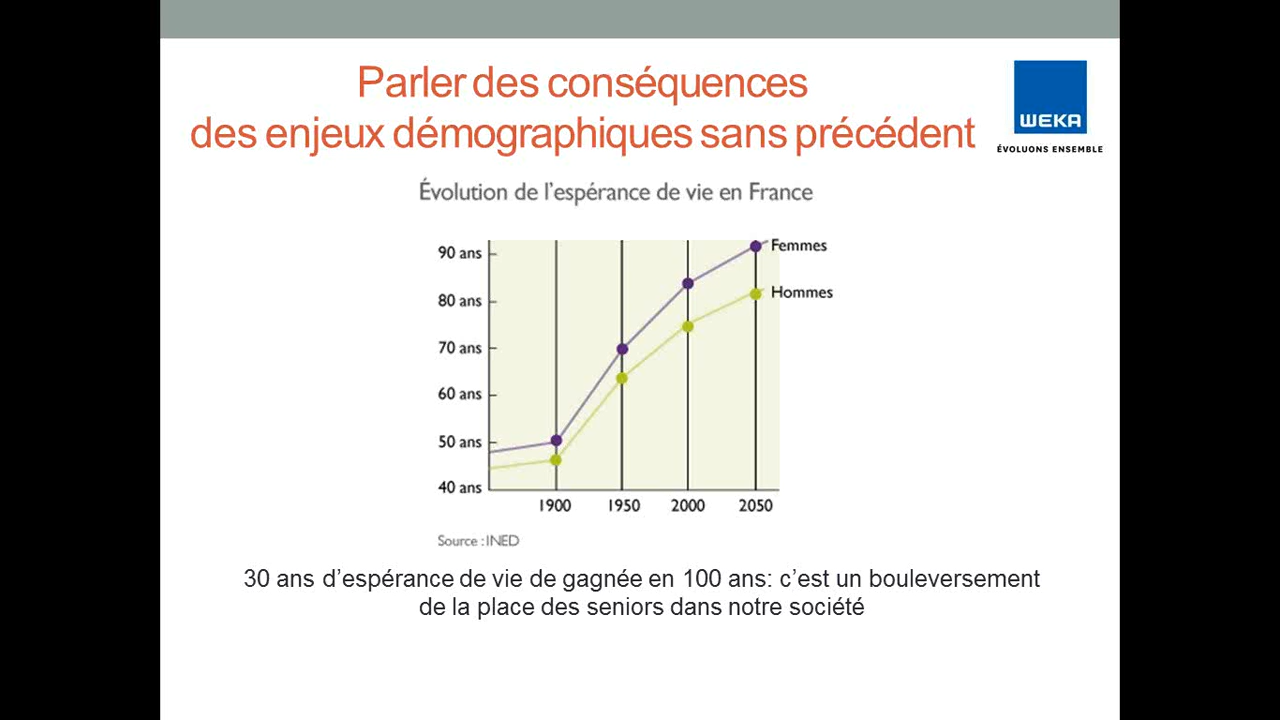 Parler des conséquences
des enjeux démographiques sans précédent
WEKA
ÉVOLUONS ENSEMBLE
Évolution de l'espérance de vie en France
90 ans
80 ans
70 ans
60 ans
50 ans
40 ans
Femmes
Hommes
1900 1950 2000 2050
Source : INED
30 ans d'espérance de vie de gagnée en 100 ans: c'est un bouleversement
de la place des seniors dans notre société